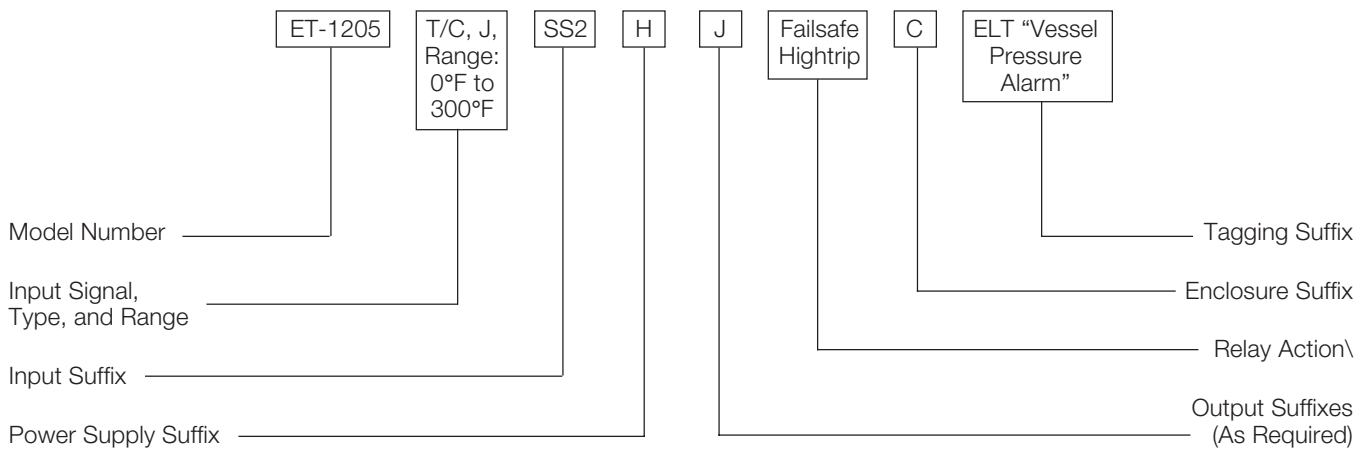 ET-1205
T/C, J,
Range:
0°F to
300°F
SS2
H
J
Failsafe
Hightrip
C
ELT “Vessel
Pressure
Alarm”
Model Number
Input Signal,
Type, and Range
Input Suffix
Power Supply Suffix
Tagging Suffix
Enclosure Suffix
Relay Action\
Output Suffixes
(As Required)